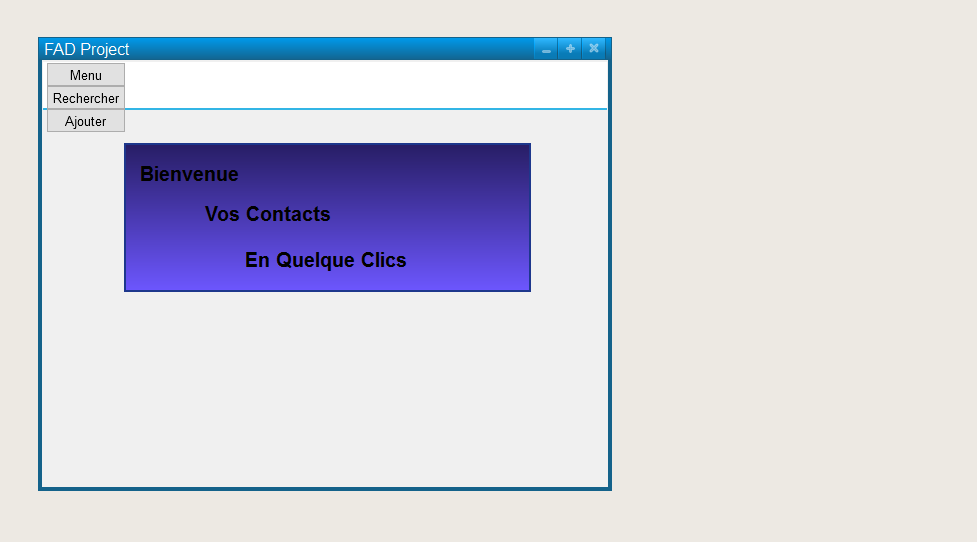 FAD Project
Menu
Rechercher
Ajouter
Bienvenue
Vos Contacts
En Quelque Clics